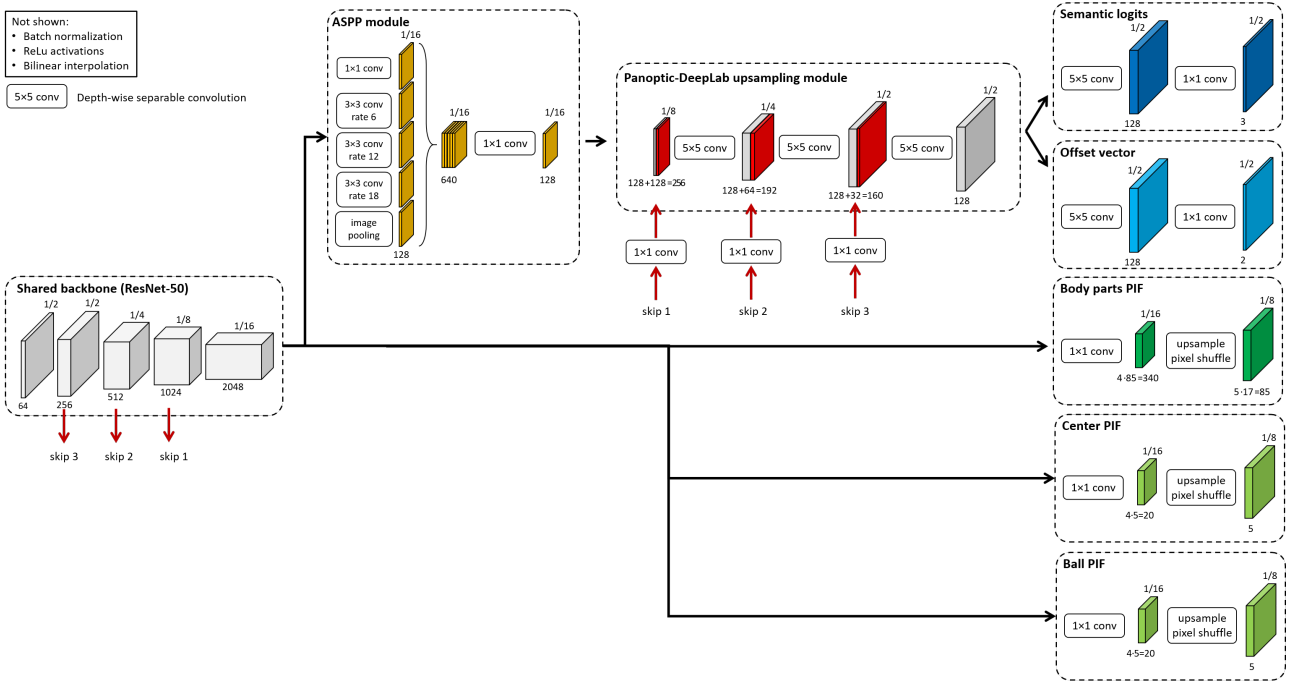 Not shown:
• Batch normalization
• ReLu activations
• Bilinear interpolation
5×5 conv
Depth-wise separable convolution
ASPP module
1/16
1×1 conv
3×3 conv
rate 6
3×3 conv
rate 12
3×3 conv
rate 18
image
pooling
128
1/16
640
1×1 conv
1/16
128
Panoptic-DeepLab upsampling module
1/8
128+128=256
5×5 conv
1/4
128+64=192
5×5 conv
1/2
128+32=160
5×5 conv
1/2
128
1×1 conv
1×1 conv
1×1 conv
skip 1
skip 2
skip 3
Semantic logits
1/2
5×5 conv
128
1×1 conv
1/2
3
Offset vector
1/2
5×5 conv
128
1×1 conv
1/2
2
Shared backbone (ResNet-50)
1/2
64
1/2
256
1/4
512
1/8
1024
1/16
2048
skip 3
skip 2
skip 1
Body parts PIF
1/16
1×1 conv
4·85=340
upsample
pixel shuffle
1/8
5·17=85
Center PIF
1/16
1×1 conv
4·5=20
upsample
pixel shuffle
1/8
5
Ball PIF
1/16
1×1 conv
4·5=20
upsample
pixel shuffle
1/8
5